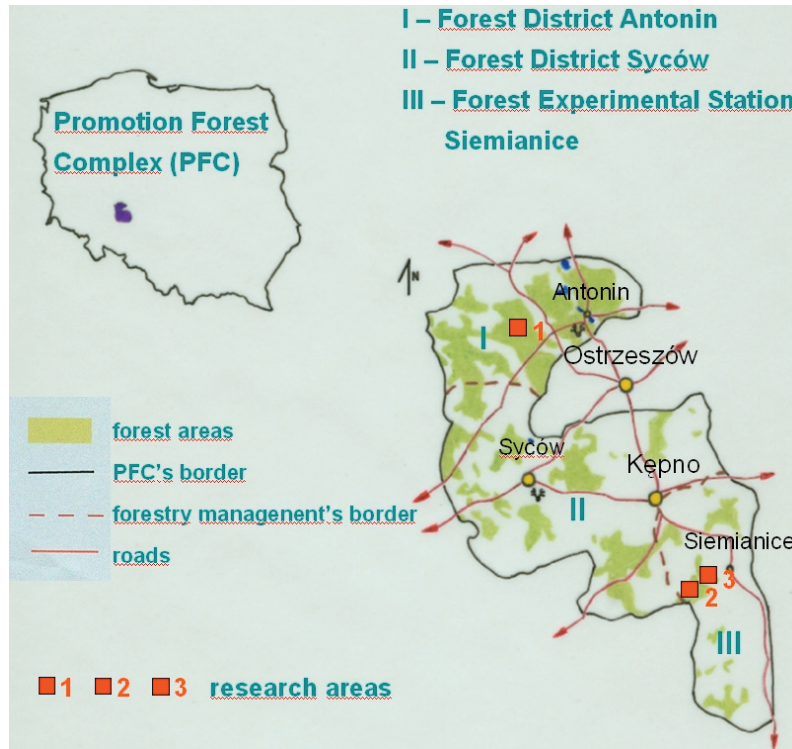 I – Forest District Antonin
II – Forest District Syców
III – Forest Experimental Station
Siemianice
Promotion Forest
Complex (PFC)
N
Antonin
I
1
Ostrzeszów
Syców
Kępno
II
Siemianice
3
2
III
forest areas
PFC's border
forestry managenent's border
roads
1 2 3 research areas